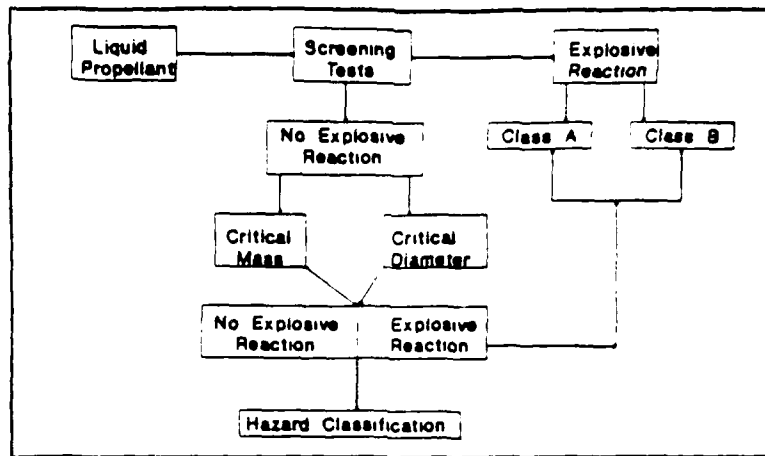 Liquid
Propellant
Screening
Tests
Explosive
Reaction
No Explosive
Reaction
Class A
Class B
Critical
Mass
Critical
Diameter
No Explosive
Reaction
Explosive
Reaction
Hazard Classification